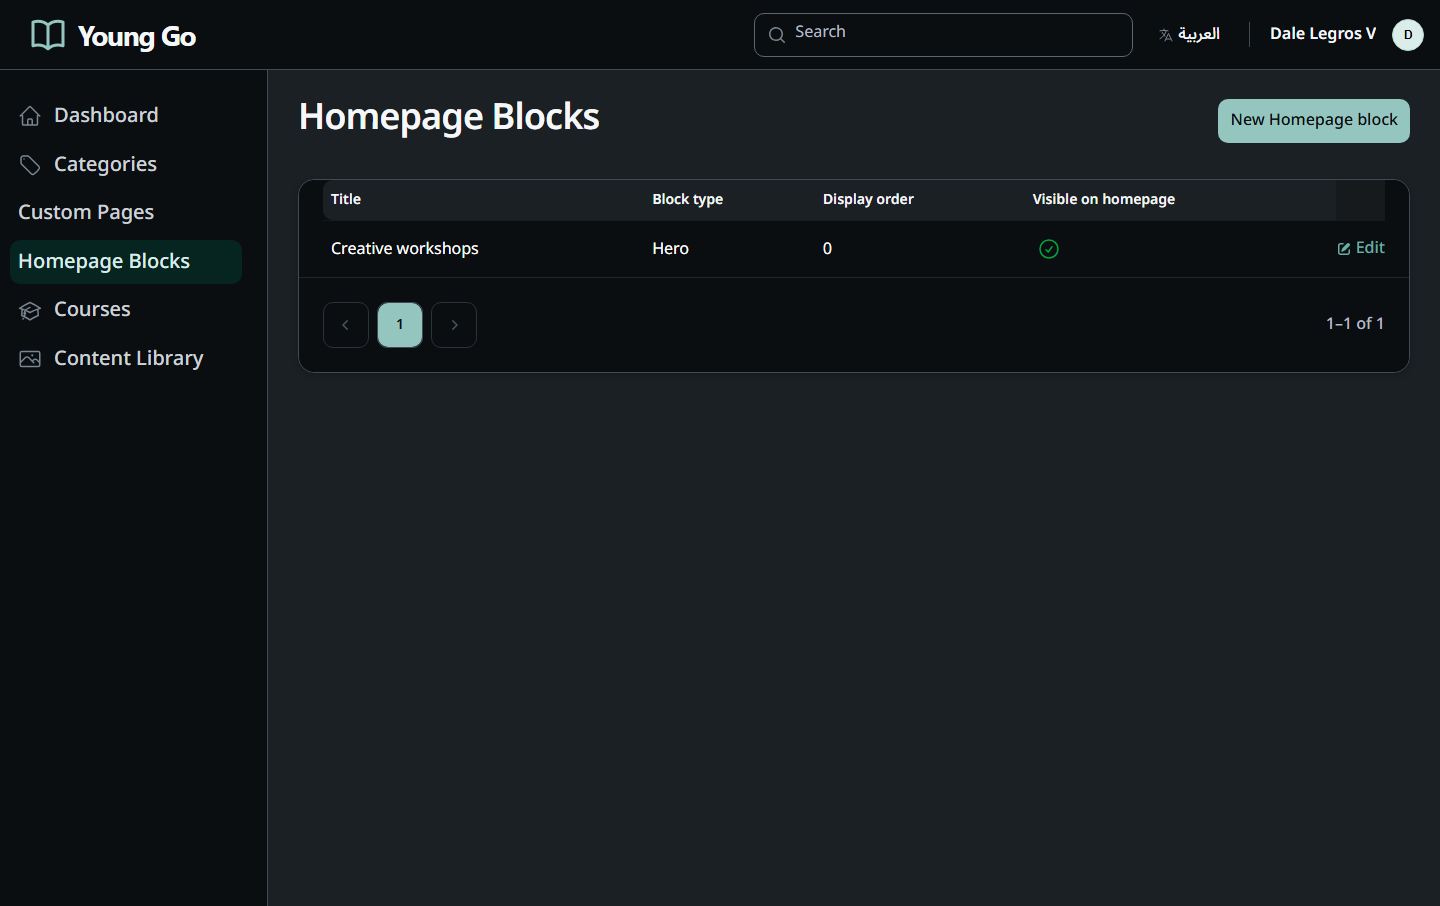 Young Go
Search
العربية
Dale Legros V
D
Dashboard
Categories
Custom Pages
Homepage Blocks
Courses
Content Library
Homepage Blocks
New Homepage block
Title Block type Display order Visible on homepage
Creative workshops Hero 0 Edit
1
1–1 of 1